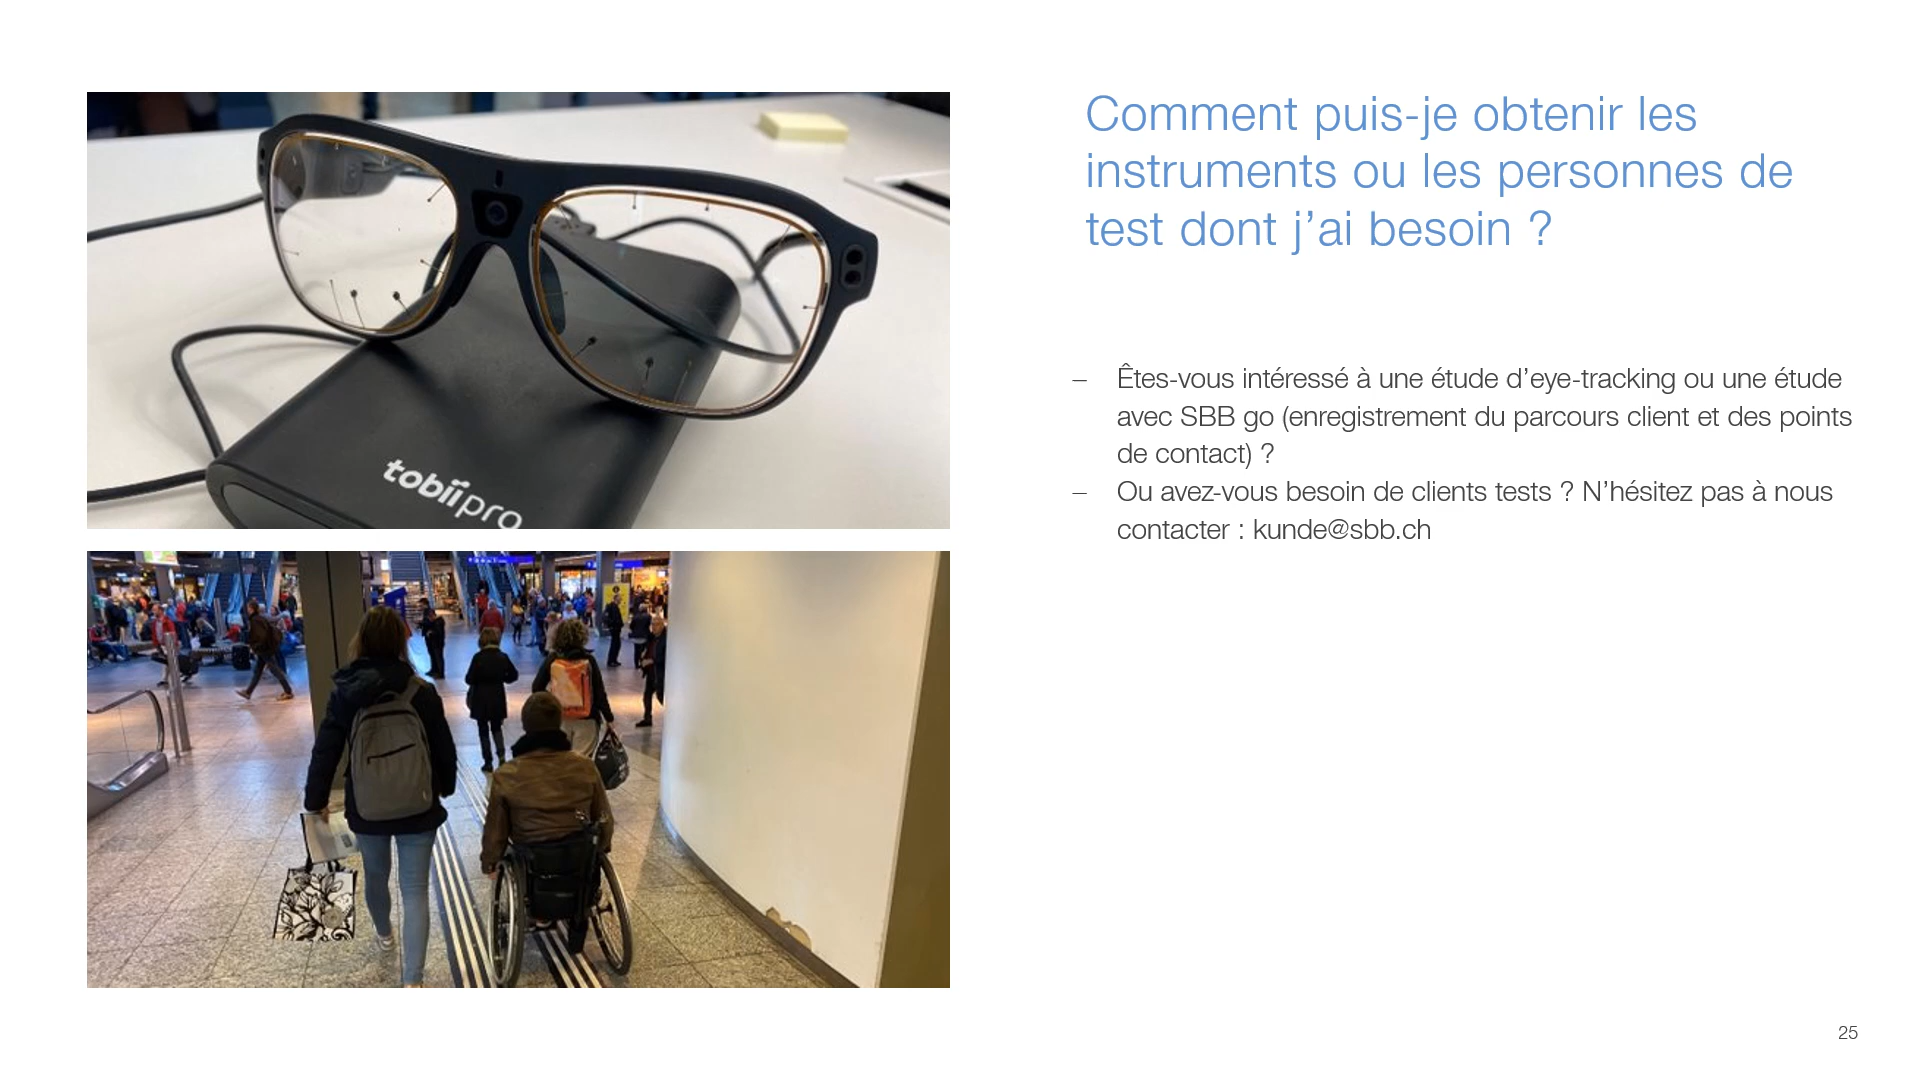 Comment puis-je obtenir les
instruments ou les personnes de
test dont j’ai besoin ?
– Êtes-vous intéressé à une étude d’eye-tracking ou une étude
avec SBB go (enregistrement du parcours client et des points
de contact) ?
– Ou avez-vous besoin de clients tests ? N’hésitez pas à nous
contacter : kunde@sbb.ch
tobiipro
25